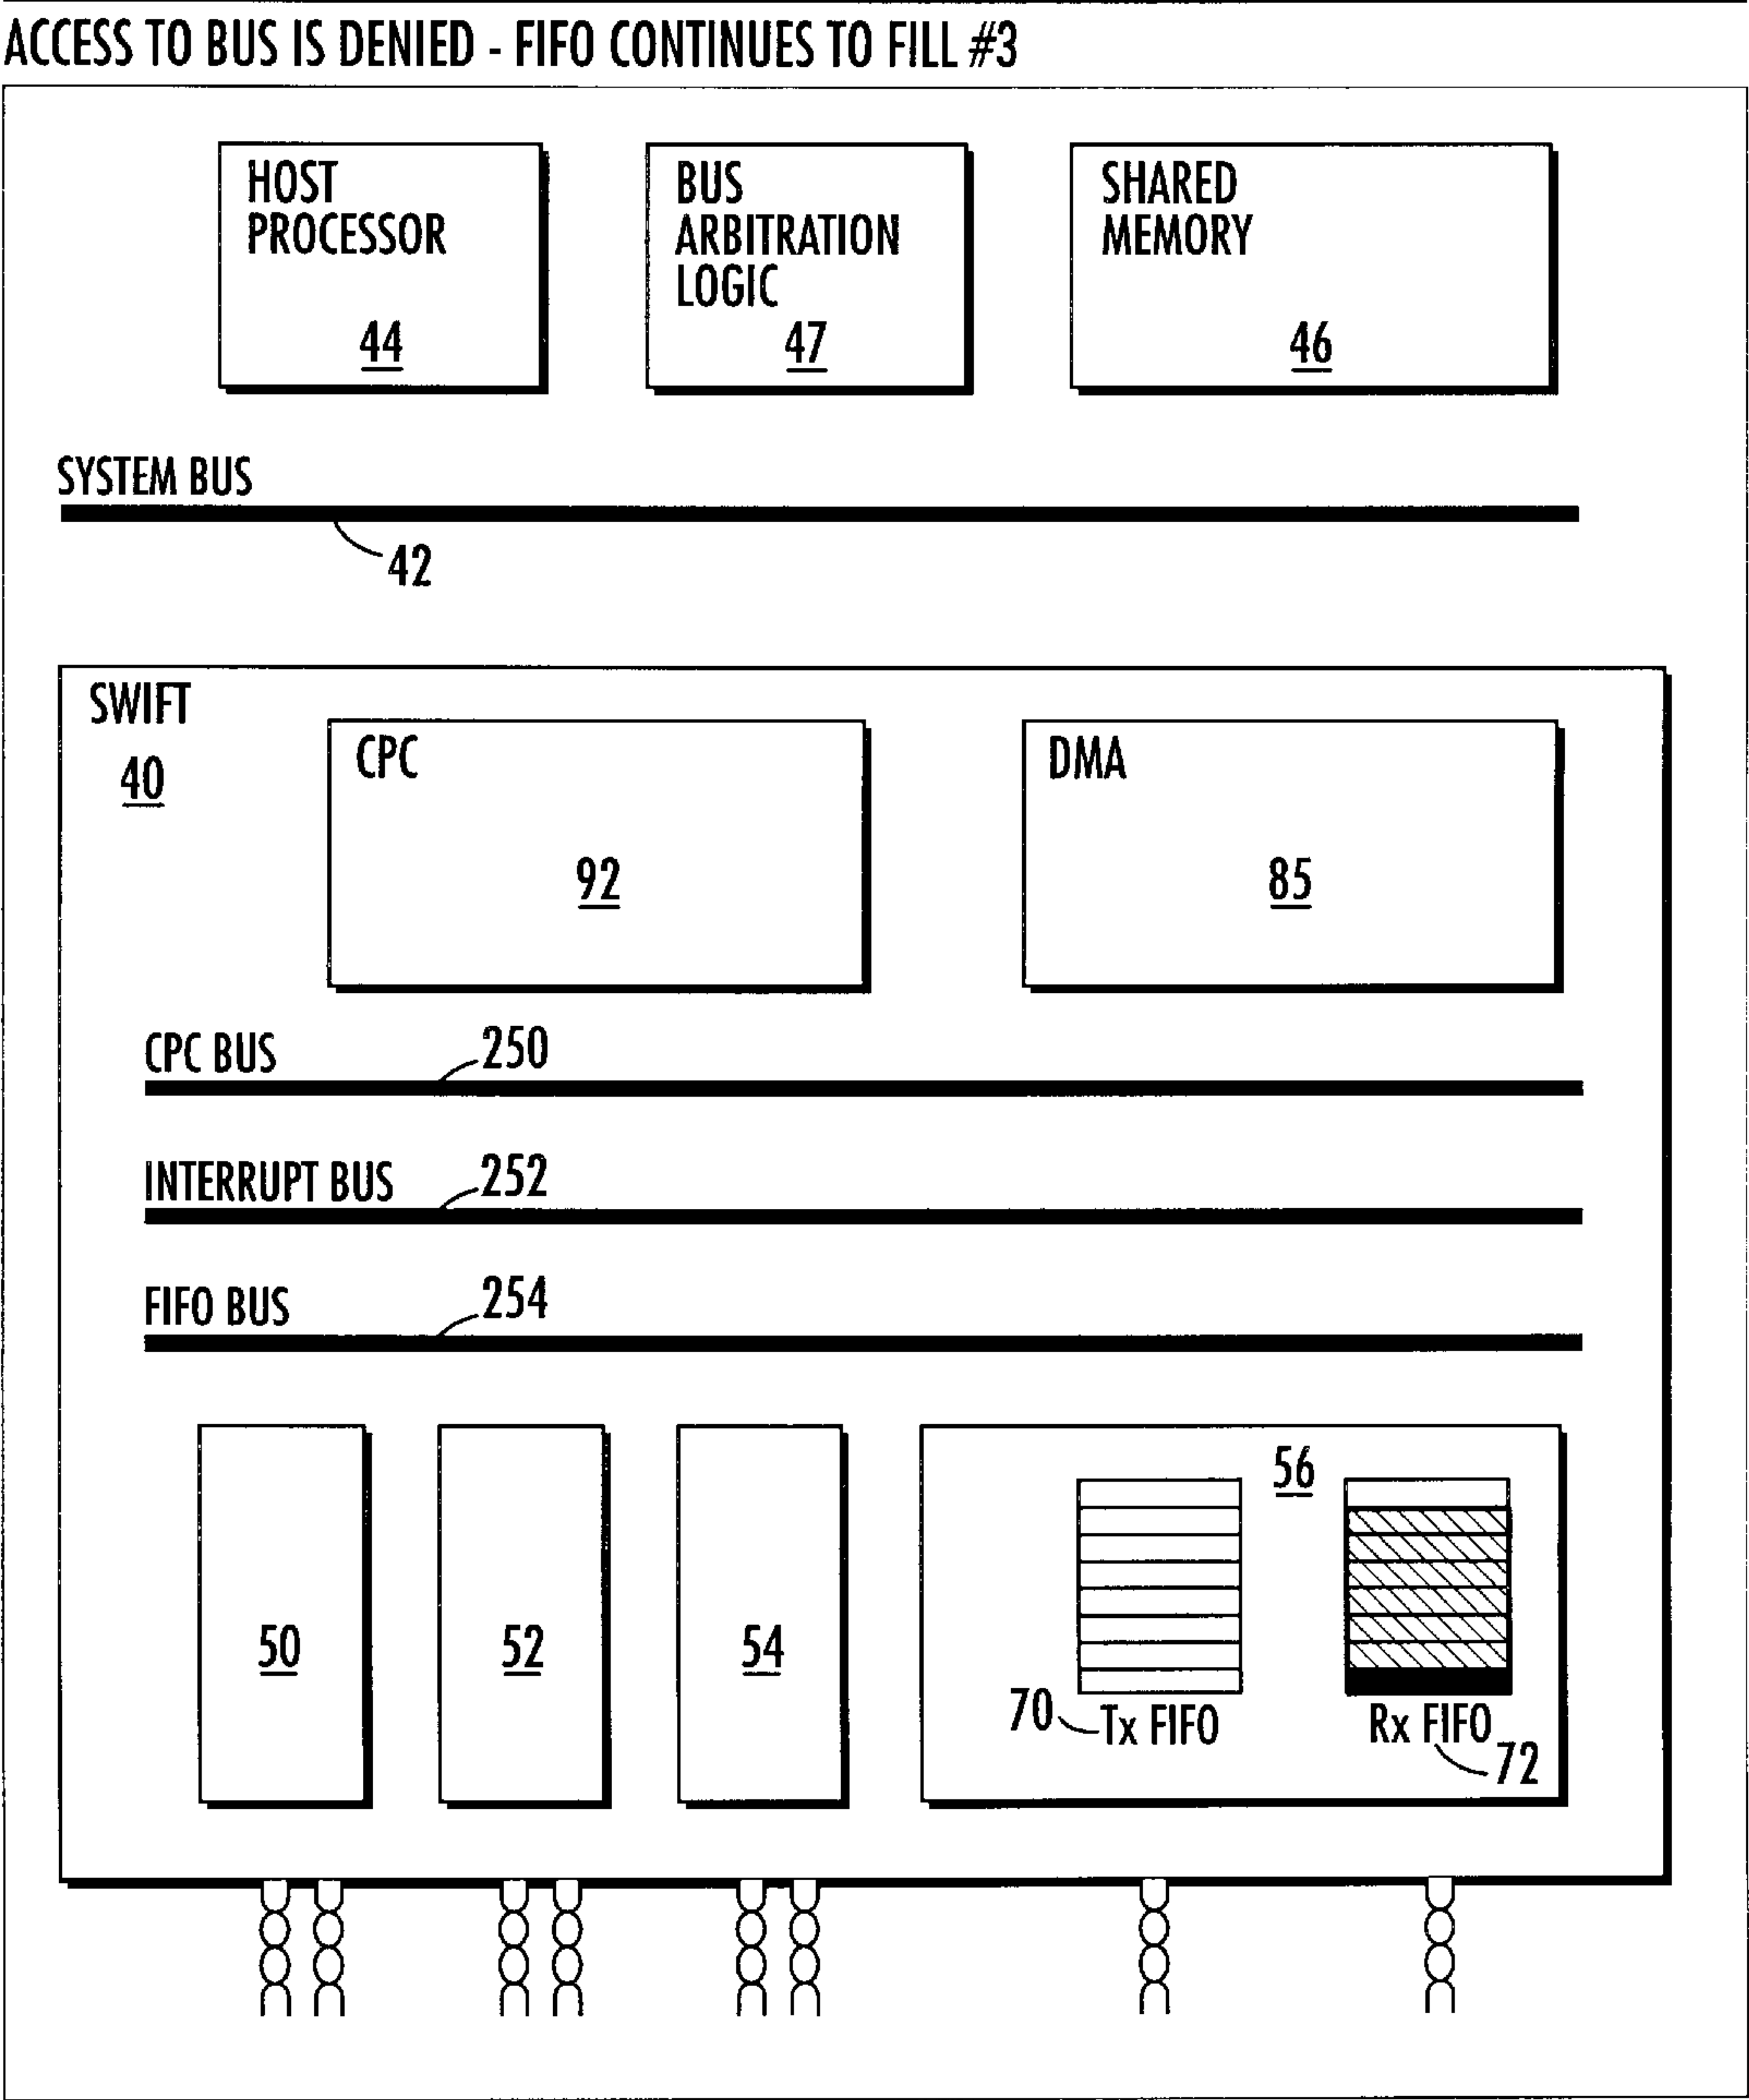 ACCESS TO BUS IS DENIED - FIFO CONTINUES TO FILL #3
HOST
PROCESSOR
44
BUS
ARBITRATION
LOGIC
47
SHARED
MEMORY
46
SYSTEM BUS
42
SWIFT
40
CPC
92
DMA
85
CPC BUS
250
INTERRUPT BUS
252
FIFO BUS
254
50
52
54
56
70
Tx FIFO
Rx FIFO
72